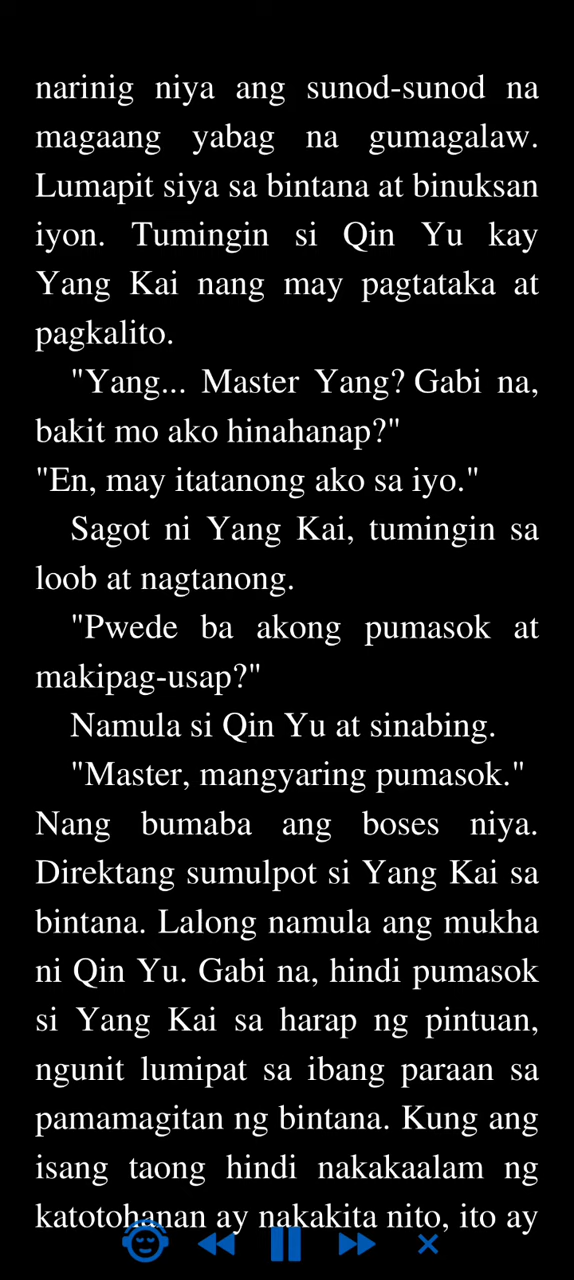 narinig niya ang sunod-sunod na
magaang yabag na gumagalaw.
Lumapit siya sa bintana at binuksan
iyon. Tumingin si Qin Yu kay
Yang Kai nang may pagtataka at
pagkalito.
"Yang... Master Yang? Gabi na,
bakit mo ako hinahanap?"
"En, may itatanong ako sa iyo."
Sagot ni Yang Kai, tumingin sa
loob at nagtanong.
"Pwede ba akong pumasok at
makipag-usap?"
Namula si Qin Yu at sinabing.
"Master, mangyaring pumasok."
Nang bumaba ang boses niya.
Direktang sumulpot si Yang Kai sa
bintana. Lalong namula ang mukha
ni Qin Yu. Gabi na, hindi pumasok
si Yang Kai sa harap ng pintuan,
ngunit lumipat sa ibang paraan sa
pamamagitan ng bintana. Kung ang
isang taong hindi nakakaalam ng
katotohanan ay nakakita nito, ito ay